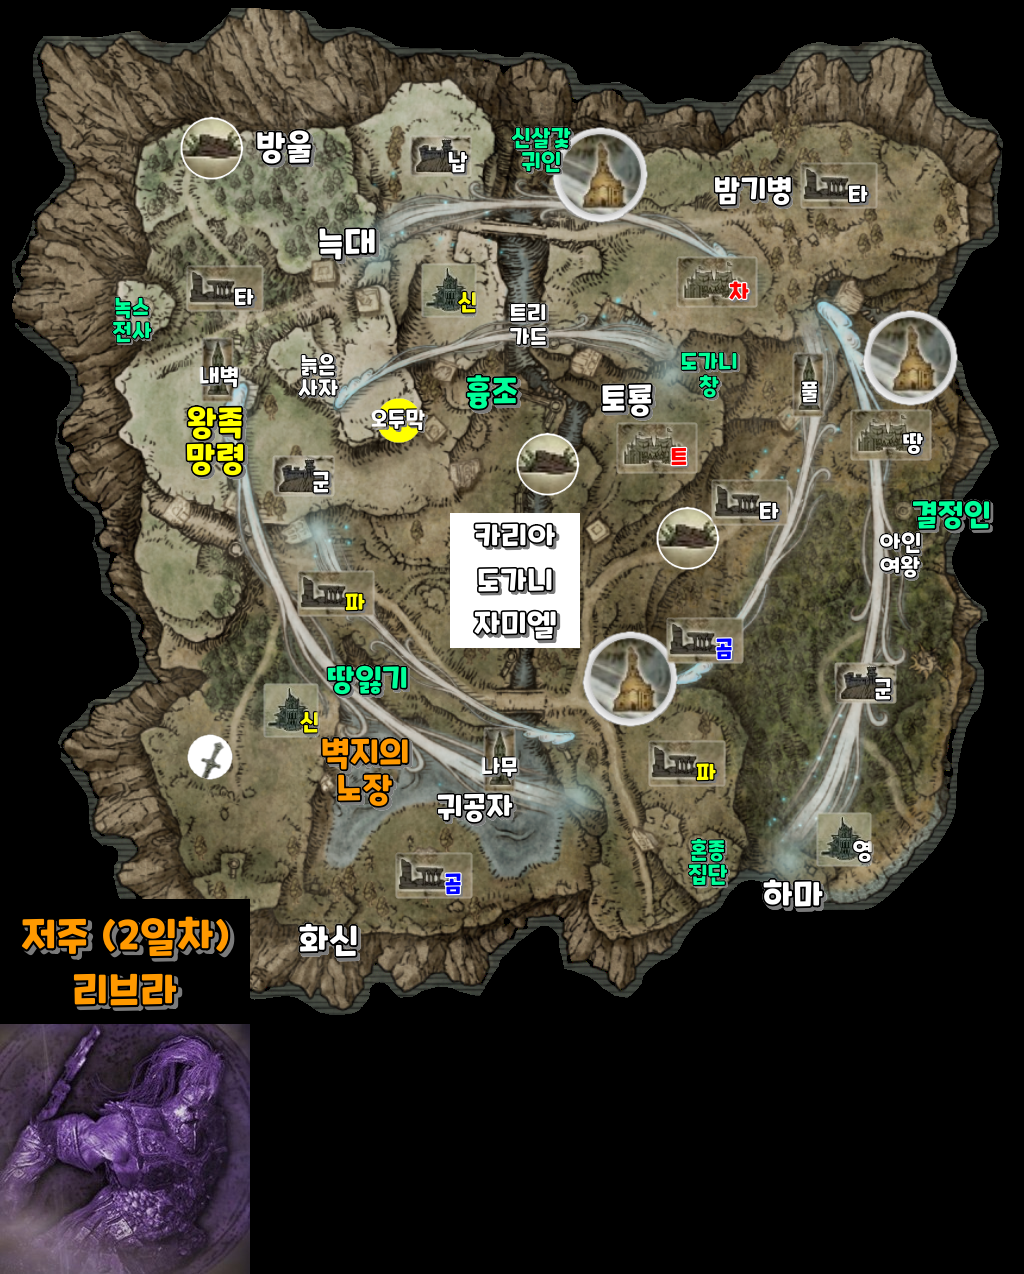 방울
납
신살갗
귀인
밤기병
타
늑대
타
신
트리
가드
차
녹스
전사
내벽
늙은
사자
흉조
토룡
도가니
창
풀
왕족
망령
오두막
트
땅
군
타
결정인
카리아
도가니
자미엘
아인
여왕
파
곰
땅잃기
군
신
벽지의
노장
나무
파
귀공자
혼종
집단
영
곰
하마
화신
저주 (2일차)
리브라